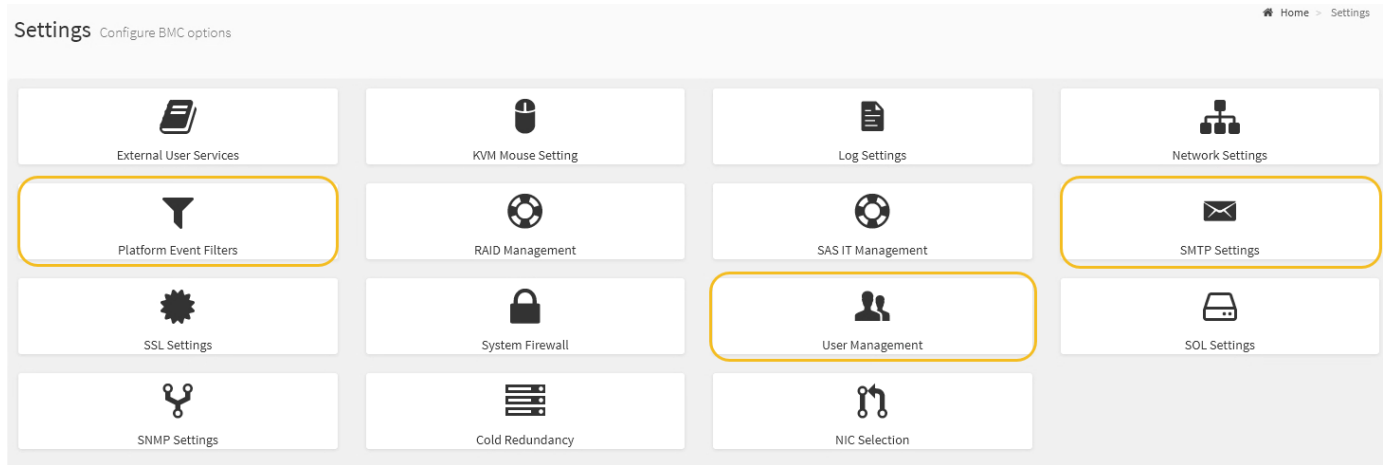 Home > Settings
Settings Configure BMC options
External User Services
KVM Mouse Setting
Log Settings
Network Settings
Platform Event Filters
RAID Management
SAS IT Management
SMTP Settings
SSL Settings
System Firewall
User Management
SOL Settings
SNMP Settings
Cold Redundancy
NIC Selection